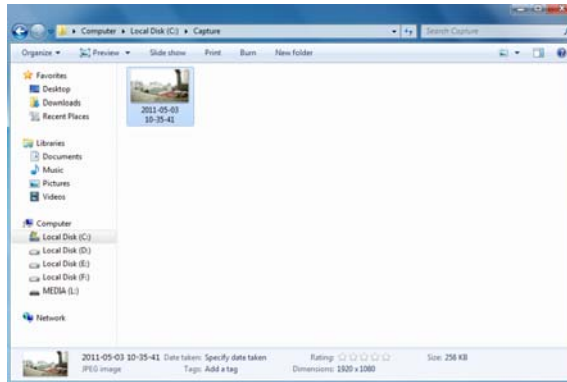 Computer ▸ Local Disk (C:) ▸ Capture
Search Capture
Organize Preview Slide show Print Burn New folder
Favorites
Desktop
Downloads
Recent Places
2011-05-03
10-35-41
Libraries
Documents
Music
Pictures
Videos
Computer
Local Disk (C:)
Local Disk (D:)
Local Disk (E:)
Local Disk (F:)
MEDIA (L:)
Network
2011-05-03 10-35-41 Date taken: Specify date taken Rating: Size: 256 KB
JPEG image Tags: Add a tag Dimensions: 1920 x 1080